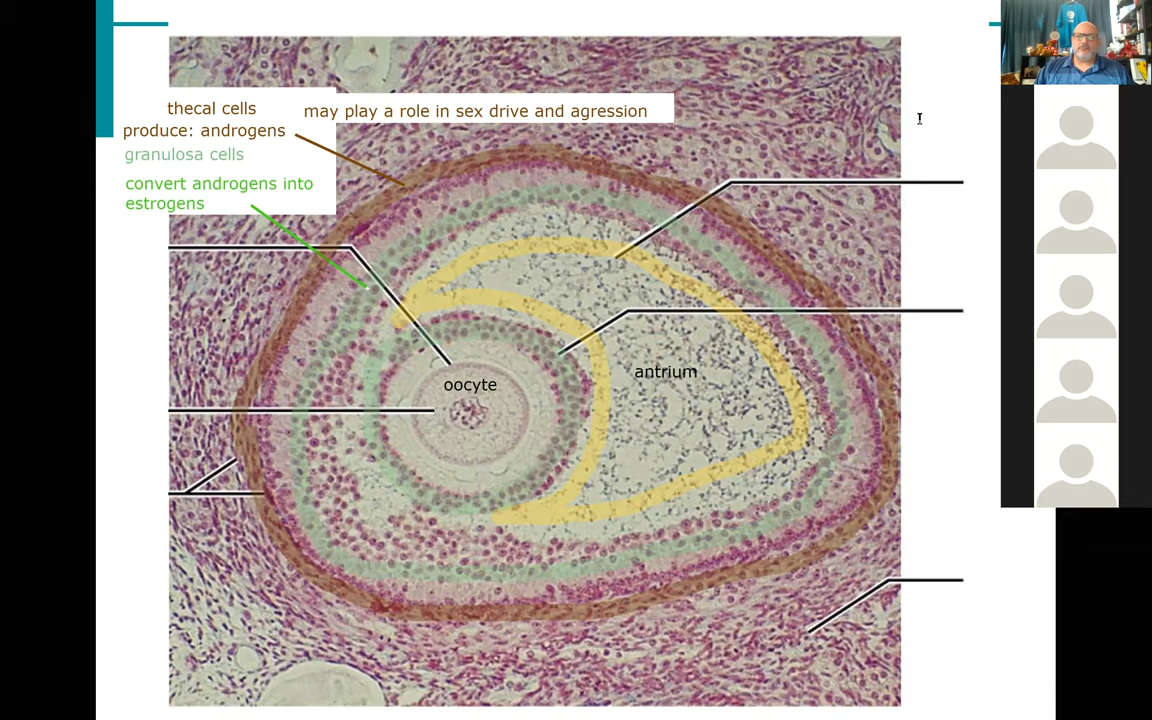 thecal cells
produce: androgens
may play a role in sex drive and agression
granulosa cells
convert androgens into
estrogens
oocyte
antrium